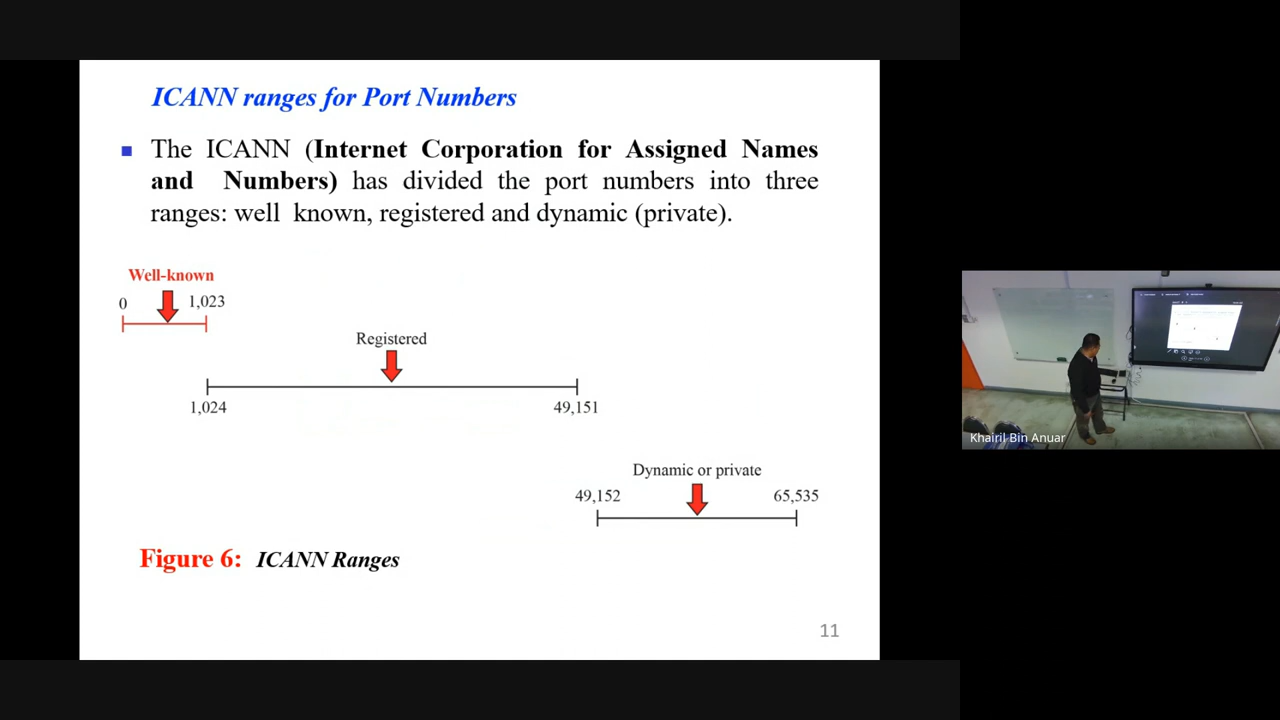 ICANN ranges for Port Numbers
■ The ICANN (Internet Corporation for Assigned Names
and Numbers) has divided the port numbers into three
ranges: well known, registered and dynamic (private).
Well-known
0 1,023
Registered
1,024 49,151
Dynamic or private
49,152 65,535
Figure 6: ICANN Ranges
11
Khairil Bin Anuar